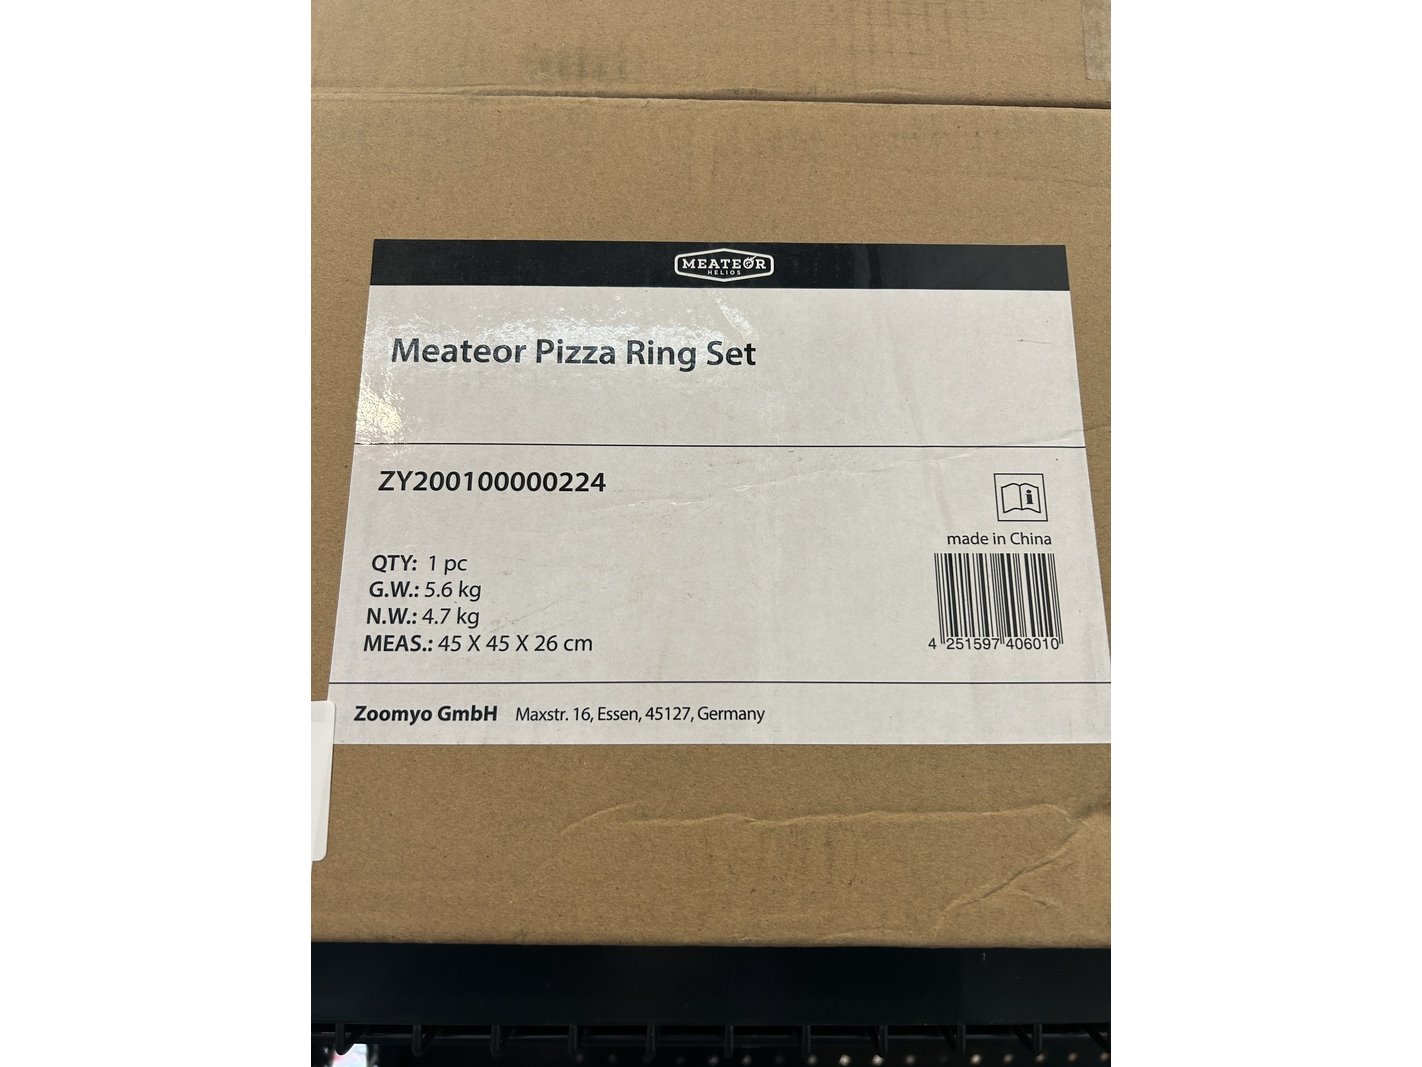 MEATEOR
HELIOS
Meateor Pizza Ring Set
ZY200100000224
made in China
QTY: 1 pc
G.W.: 5.6 kg
N.W.: 4.7 kg
MEAS.: 45 X 45 X 26 cm
4 251597 406010
Zoomyo GmbH Maxstr. 16, Essen, 45127, Germany